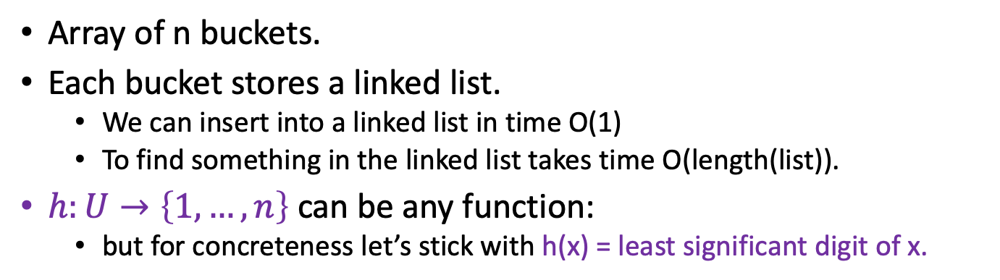 • Array of n buckets.
• Each bucket stores a linked list.
• We can insert into a linked list in time O(1)
• To find something in the linked list takes time O(length(list)).
• h: U → {1, … , n} can be any function:
• but for concreteness let’s stick with h(x) = least significant digit of x.